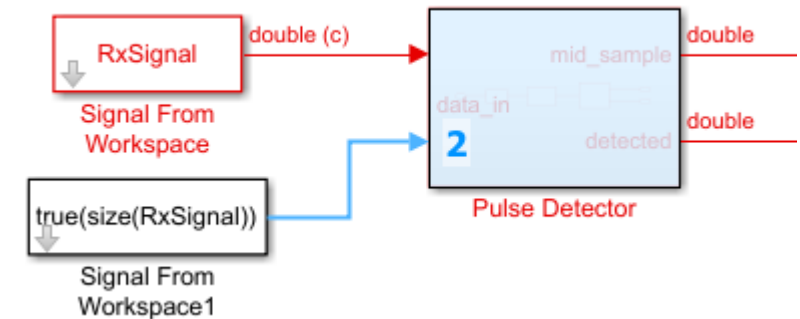 RxSignal
double (c)
Signal From
Workspace
mid_sample
double
data_in
2
detected
double
Pulse Detector
true(size(RxSignal))
Signal From
Workspace1